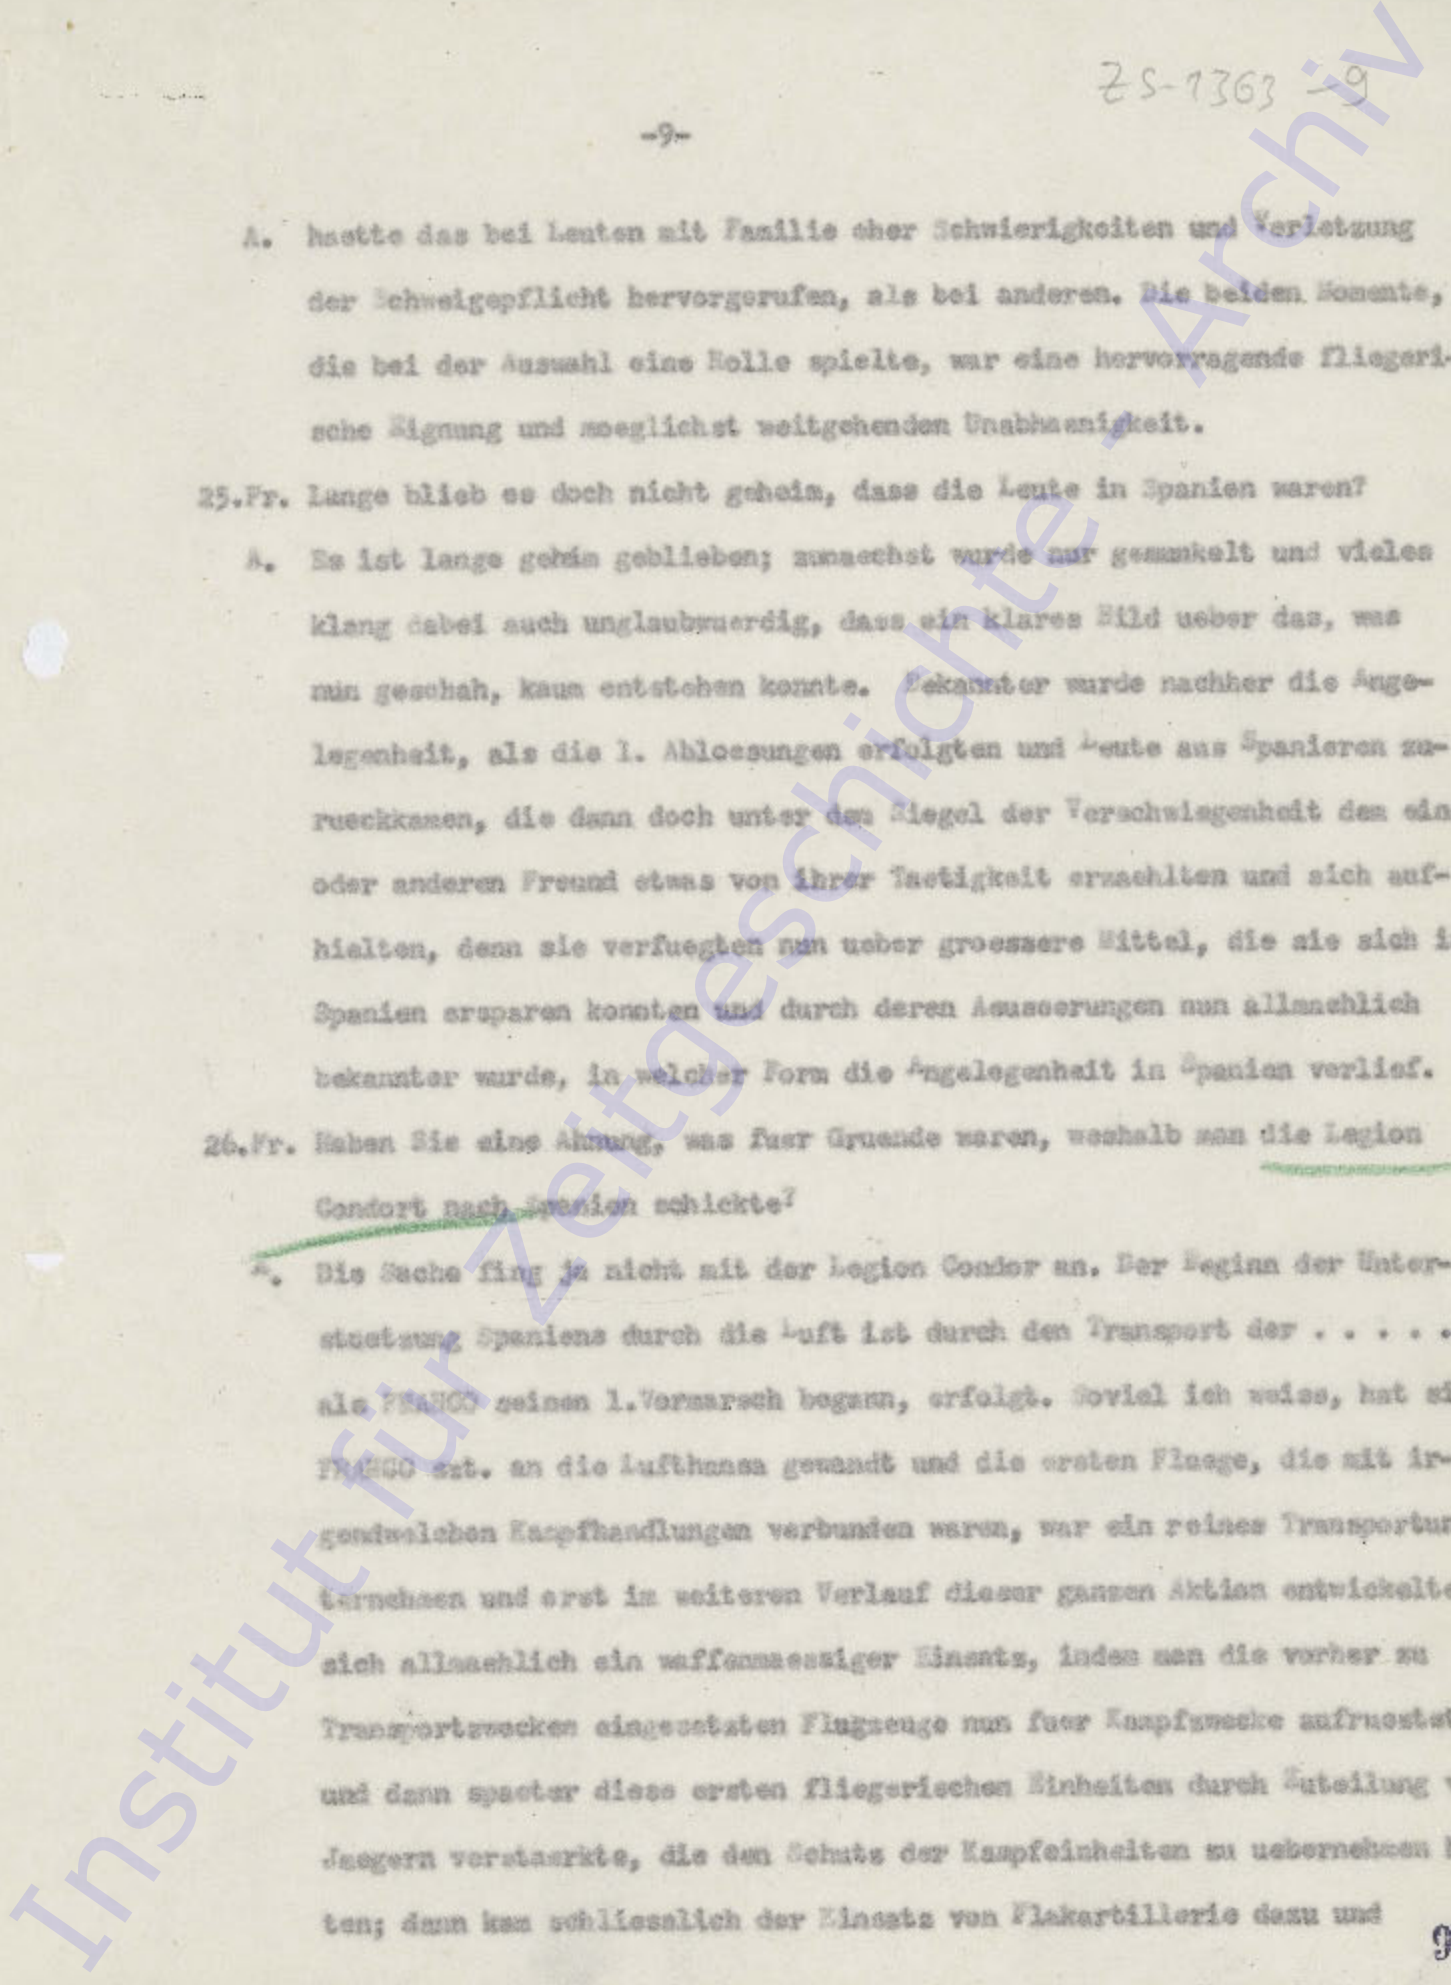 ZS-1363 -9
-9-
A. haette das bei Leuten mit Familie eher Schwierigkeiten und Verletzung
der Schweigepflicht hervorgerufen, als bei anderen. Die beiden Momente,
die bei der Auswahl eine Rolle spielte, war eine hervorragende fliegeri-
sche Eignung und moeglichst weitgehenden Unabhaenigkeit.
25.Fr. Lange blieb es doch nicht geheim, dass die Leute in Spanien waren?
A. Es ist lange geheim geblieben; zunaechst wurde nur gemunkelt und vieles
klang dabei auch unglaubwuerdig, dass ein klares Bild ueber das, was
nun geschah, kaum entstehen konnte. Bekannter wurde nachher die Ange-
legenheit, als die 1. Abloesungen erfolgten und Leute aus Spanieren zu-
rueckkamen, die dann doch unter dem Siegel der Verschwiegenheit dem ein
oder anderen Freund etwas von ihrer Taetigkeit erzaehlten und sich auf-
hielten, denn sie verfuegten nun ueber groessere Mittel, die sie sich i
Spanien ersparen konnten und durch deren Aeusserungen nun allmaehlich
bekannter wurde, in welcher Form die Angelegenheit in Spanien verlief.
26.Fr. Haben Sie eine Ahnung, was fuer Gruende waren, weshalb man die Legion
Condort nach Spanien schickte?
A. Die Sache fing ja nicht mit der Legion Condor an. Der Beginn der Unter-
stuetzung Spaniens durch die Luft ist durch den Transport der . . . . .
als FRANCO seinen 1.Vormarsch begann, erfolgt. Soviel ich weiss, hat si
FRANCO szt. an die Lufthansa gewandt und die ersten Fluege, die mit ir-
gendwelchen Kampfhandlungen verbunden waren, war ein reines Transportun
ternehmen und erst im weiteren Verlauf dieser ganzen Aktion entwickelte
sich allmaehlich ein waffenmaessiger Einsatz, indem man die vorher zu
Transportzwecken eingesetzten Flugzeuge nun fuer Kampfzwecke aufruestet
und dann spaeter diese ersten fliegerischen Einheiten durch Zuteilung v
Jaegern verstaerkte, die den Schutz der Kampfeinheiten zu uebernehmen h
ten; dann kam schliesslich der Einsatz von Flakartillerie dazu und
9
Institut für Zeitgeschichte - Archiv